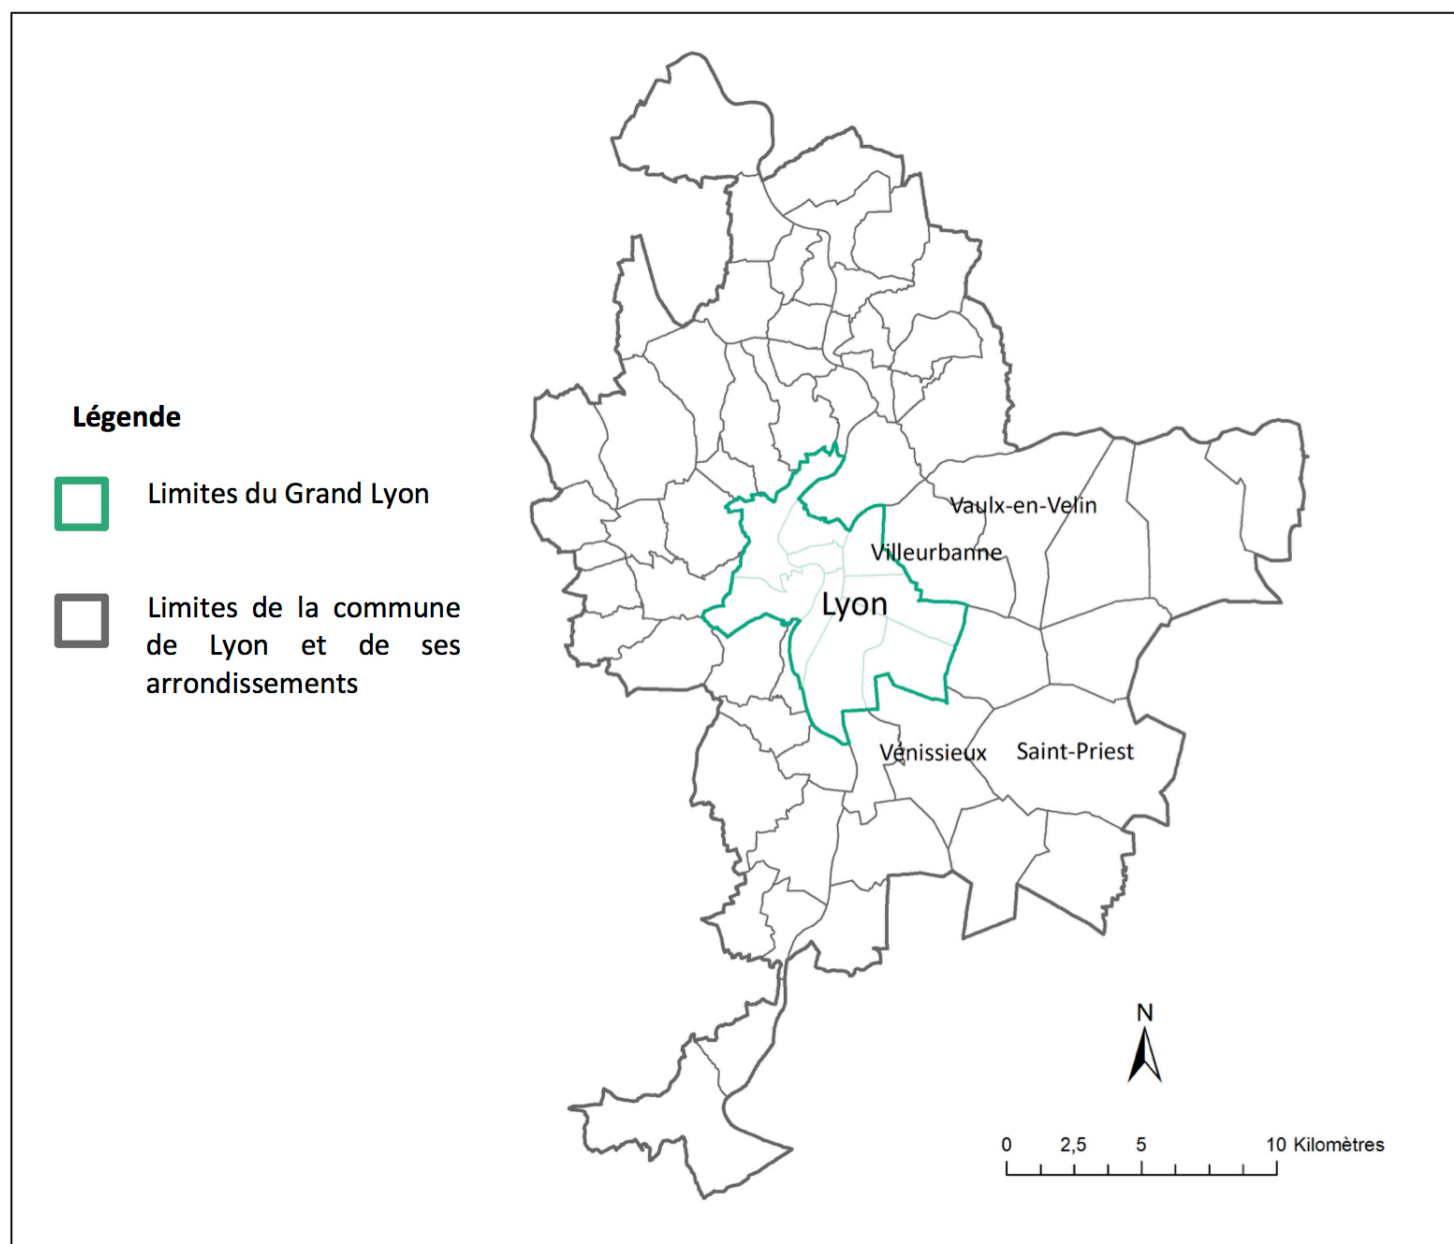 Légende
Limites du Grand Lyon
Limites de la commune
de Lyon et de ses
arrondissements
Vaulx-en-Velin
Villeurbanne
Lyon
Vénissieux
Saint-Priest
N
0 2,5 5 10 Kilomètres